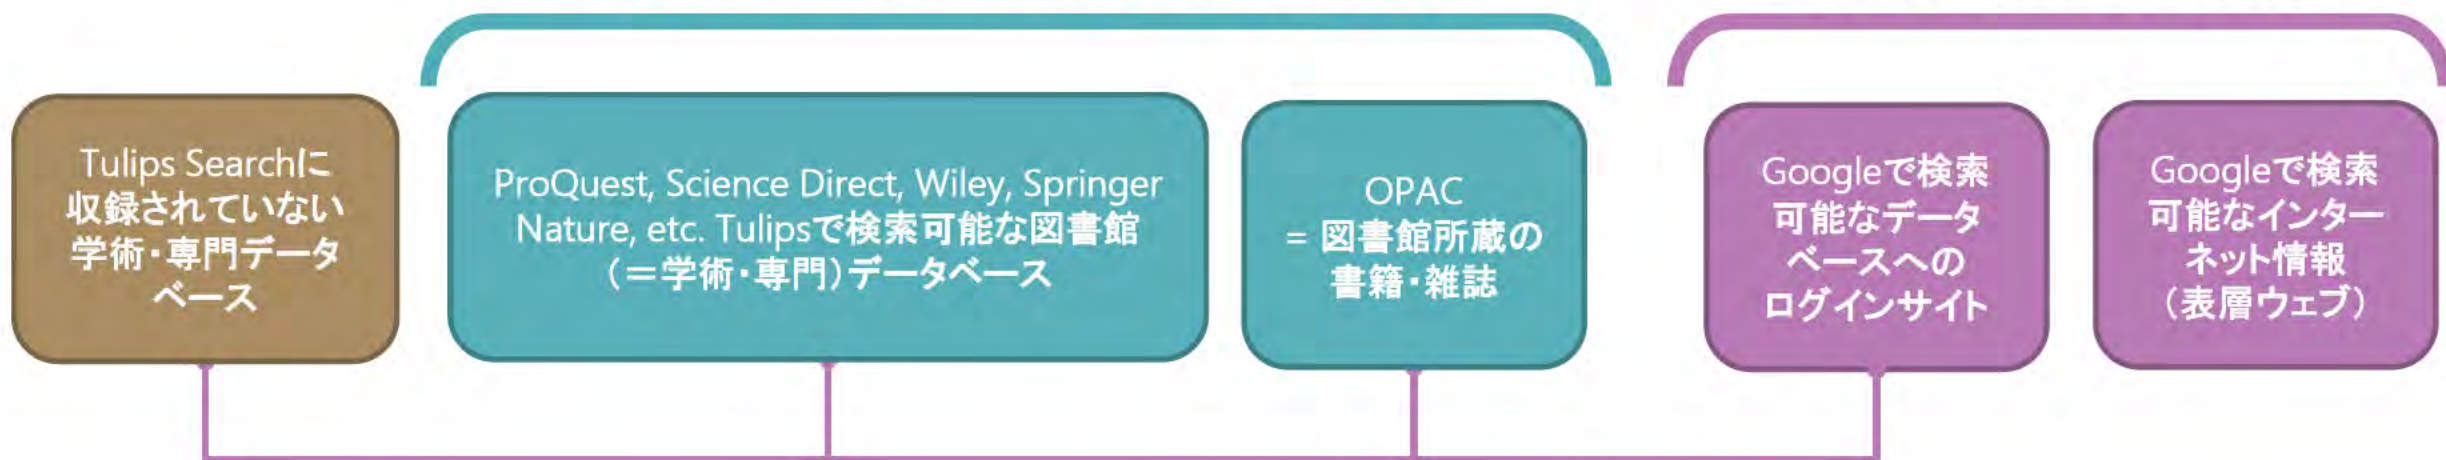 Tulips Searchに
収録されていない
学術・専門データ
ベース
ProQuest, Science Direct, Wiley, Springer
Nature, etc. Tulipsで検索可能な図書館
（＝学術・専門）データベース
OPAC
= 図書館所蔵の
書籍・雑誌
Googleで検索
可能なデータ
ベースへの
ログインサイト
Googleで検索
可能なインター
ネット情報
（表層ウェブ）